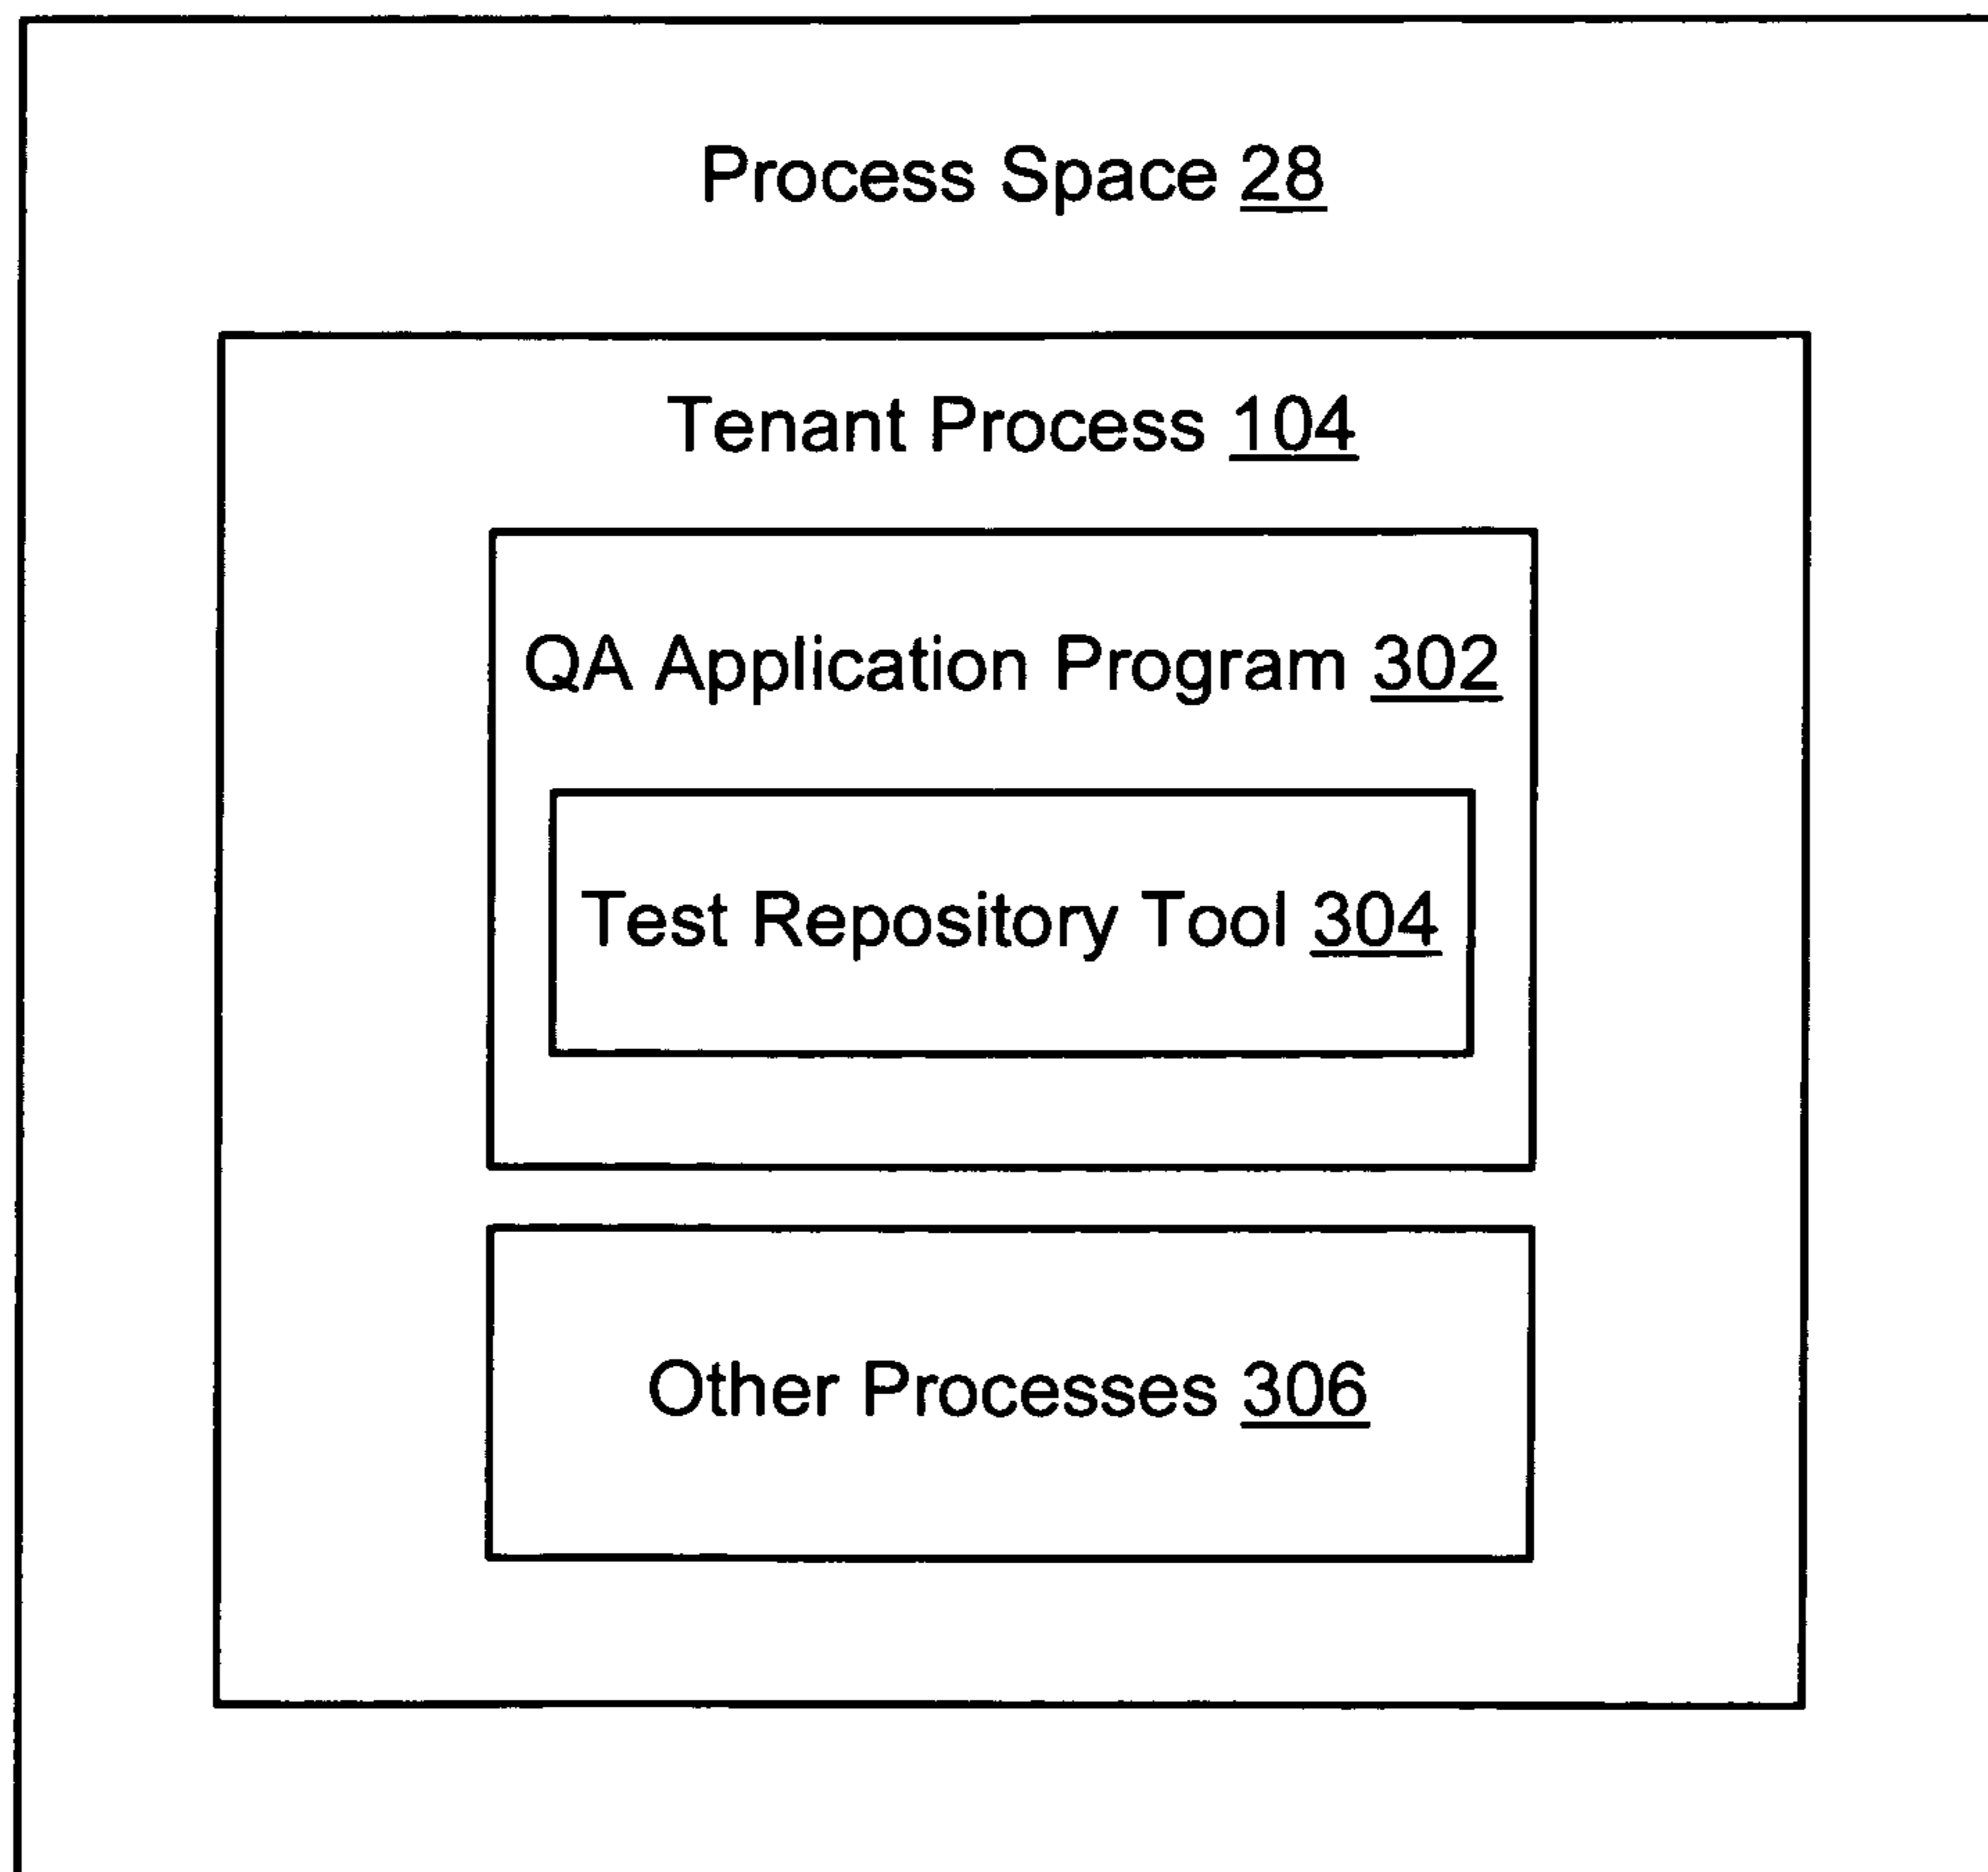 Process Space 28
Tenant Process 104
QA Application Program 302
Test Repository Tool 304
Other Processes 306